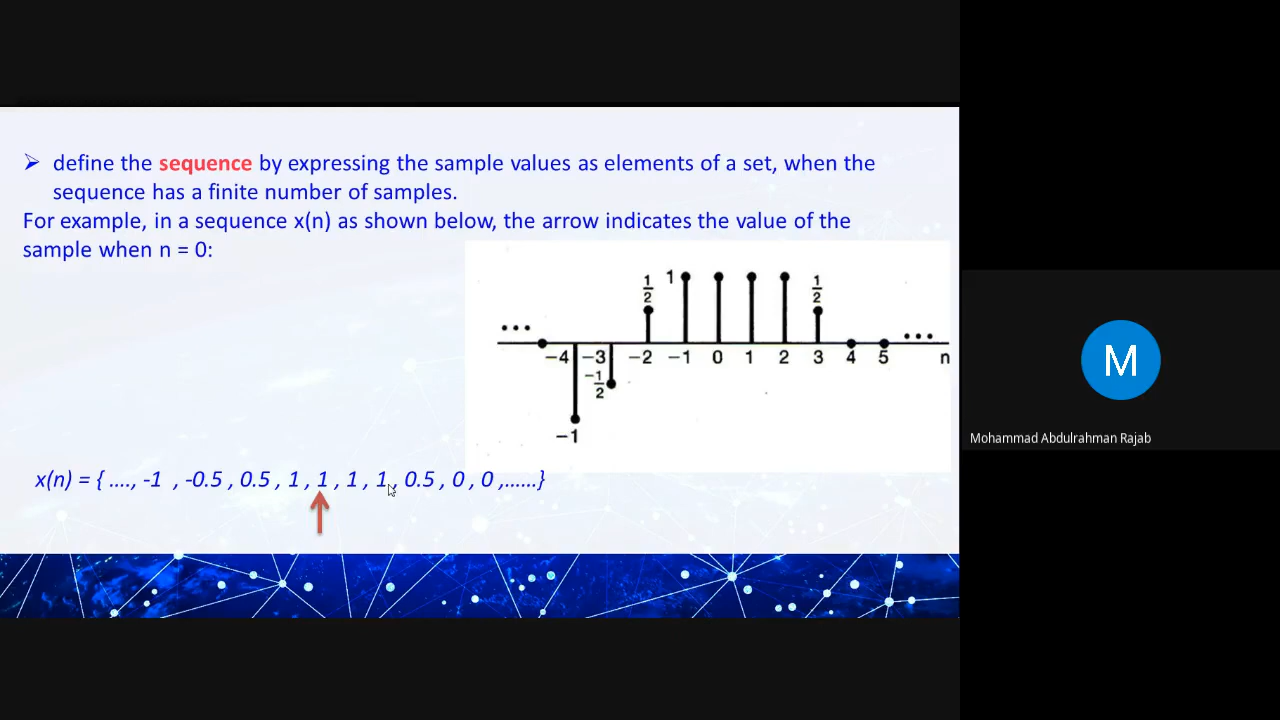 define the sequence by expressing the sample values as elements of a set, when the
sequence has a finite number of samples.
For example, in a sequence x(n) as shown below, the arrow indicates the value of the
sample when n = 0:
1/2 1 1/2
... ...
−4 −3 −2 −1 0 1 2 3 4 5 n
−1/2
−1
x(n) = { ...., -1 , -0.5 , 0.5 , 1 , 1 , 1 , 1 , 0.5 , 0 , 0 ,......}
M
Mohammad Abdulrahman Rajab